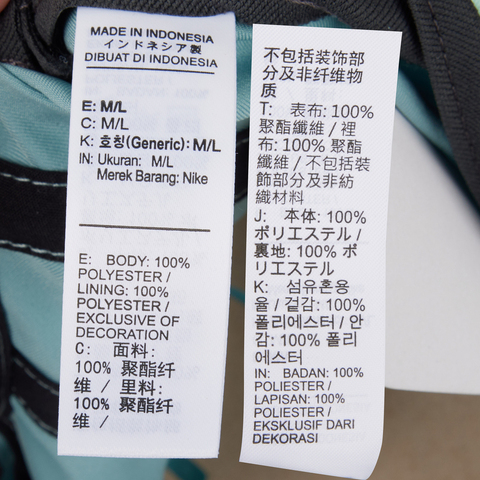 MADE IN INDONESIA
インドネシア製
DIBUAT DI INDONESIA
E: M/L
C: M/L
K: 호칭(Generic): M/L
IN: Ukuran: M/L
Merek Barang: Nike
E: BODY: 100%
POLYESTER /
LINING: 100%
POLYESTER /
EXCLUSIVE OF
DECORATION
C: 面料:
100% 聚酯纤
维 / 里料:
100% 聚酯纤
维 /
不包括装饰部
分及非纤维物
质
T: 表布: 100%
聚酯纖維 / 裡
布: 100% 聚酯
纖維 / 不包括裝
飾部分及非紡
織材料
J: 本体: 100%
ポリエステル /
裏地: 100% ポ
リエステル
K: 섬유혼용
율 / 겉감: 100%
폴리에스터 / 안
감: 100% 폴리
에스터
IN: BADAN: 100%
POLIESTER /
LAPISAN: 100%
POLIESTER /
EKSKLUSIF DARI
DEKORASI